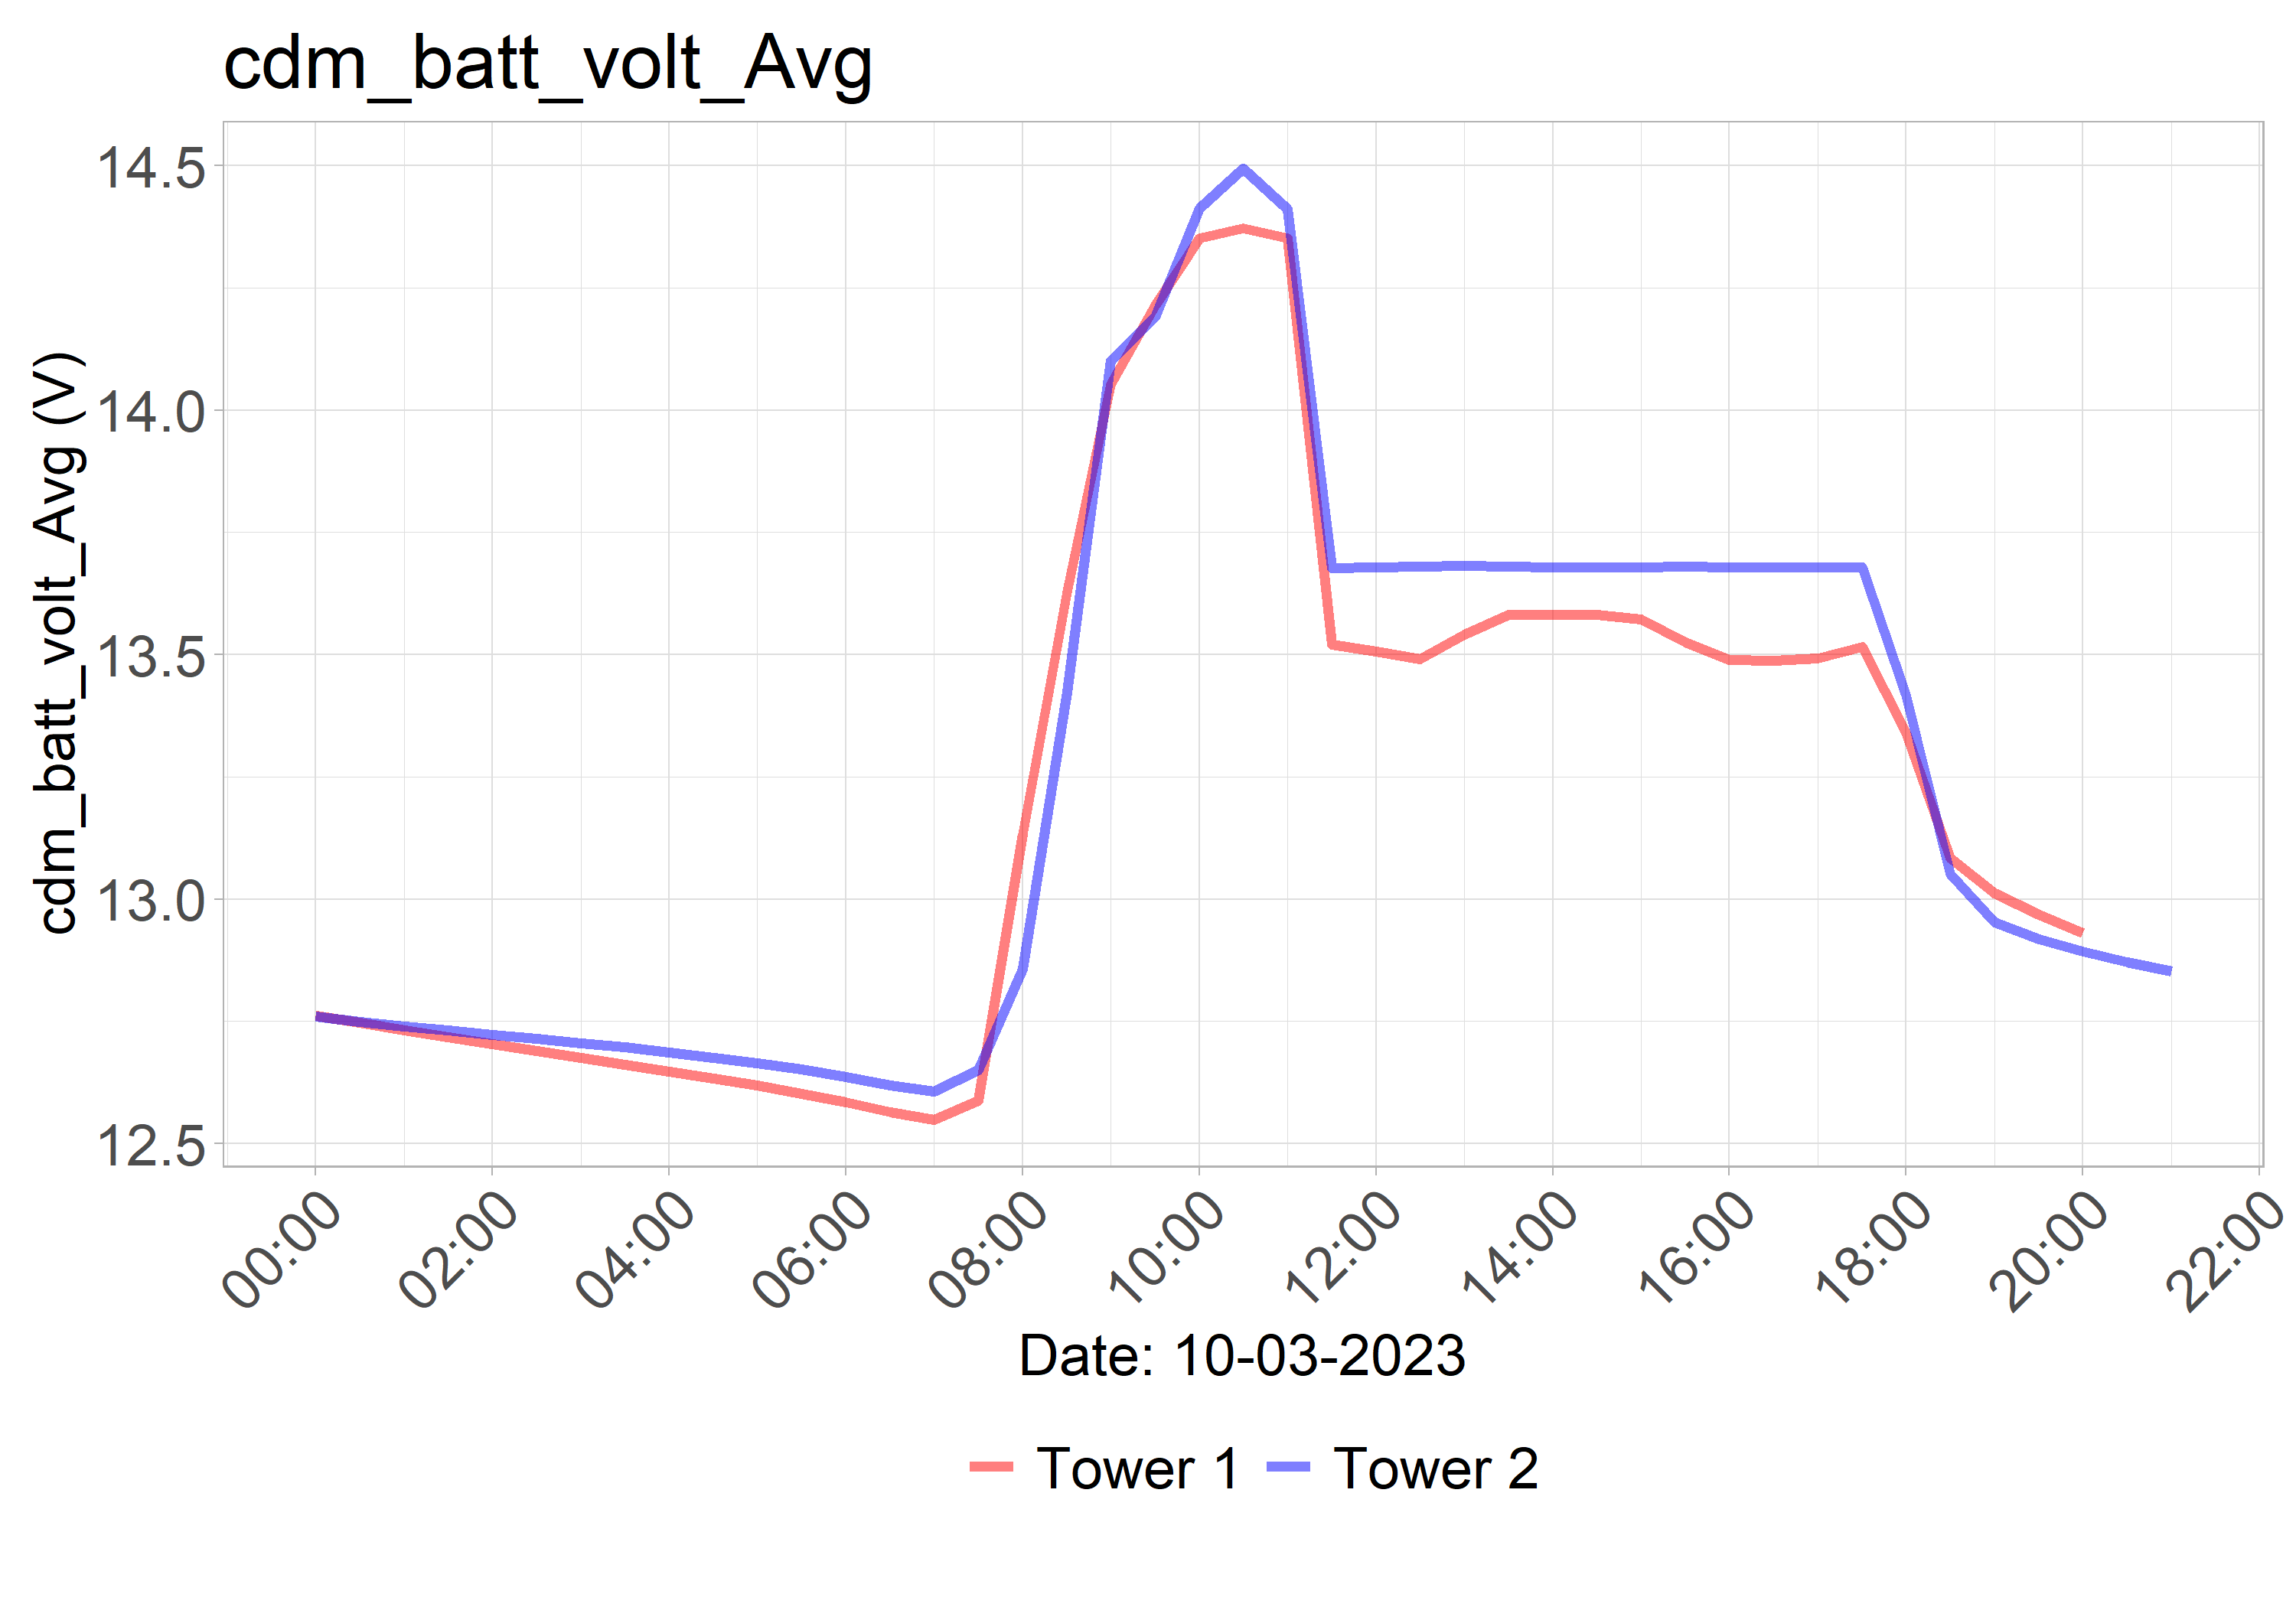 cdm_batt_volt_Avg
cdm_batt_volt_Avg (V)
14.5
14.0
13.5
13.0
12.5
00:00 02:00 04:00 06:00 08:00 10:00 12:00 14:00 16:00 18:00 20:00 22:00
Date: 10-03-2023
Tower 1 Tower 2